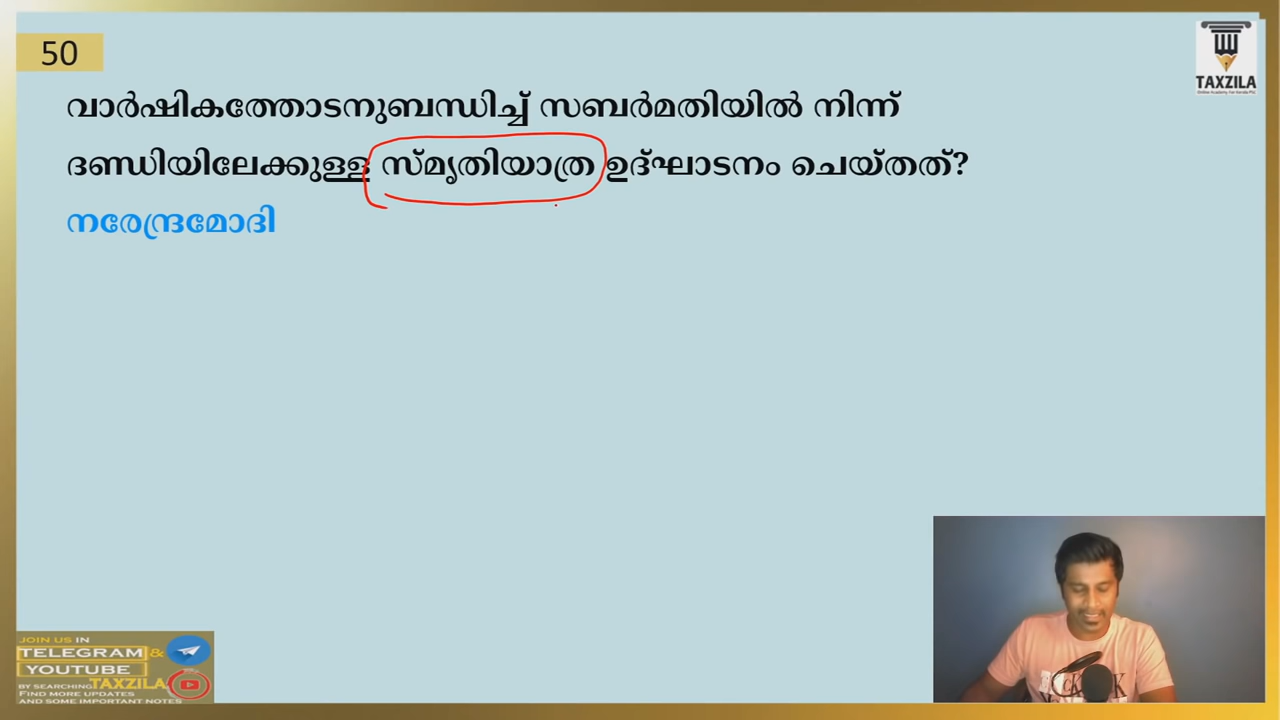 50
TAXZILA
വാർഷികത്തോടനുബന്ധിച്ച് സബർമതിയിൽ നിന്ന്
ദണ്ഡിയിലേക്കുള്ള സ്മൃതിയാത്ര ഉദ്ഘാടനം ചെയ്തത്?
നരേന്ദ്രമോദി
JOIN US IN
TELEGRAM &
YOUTUBE
BY SEARCHING TAXZILA
FIND MORE UPDATES
AND SOME IMPORTANT NOTES